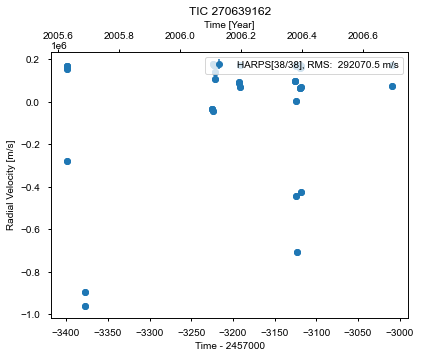 TIC 270639162
Time [Year]
2005.6 2005.8 2006.0 2006.2 2006.4 2006.6
1e6
HARPS[38/38], RMS: 292070.5 m/s
0.2
0.0
−0.2
−0.4
−0.6
−0.8
−1.0
Radial Velocity [m/s]
−3400 −3350 −3300 −3250 −3200 −3150 −3100 −3050 −3000
Time - 2457000